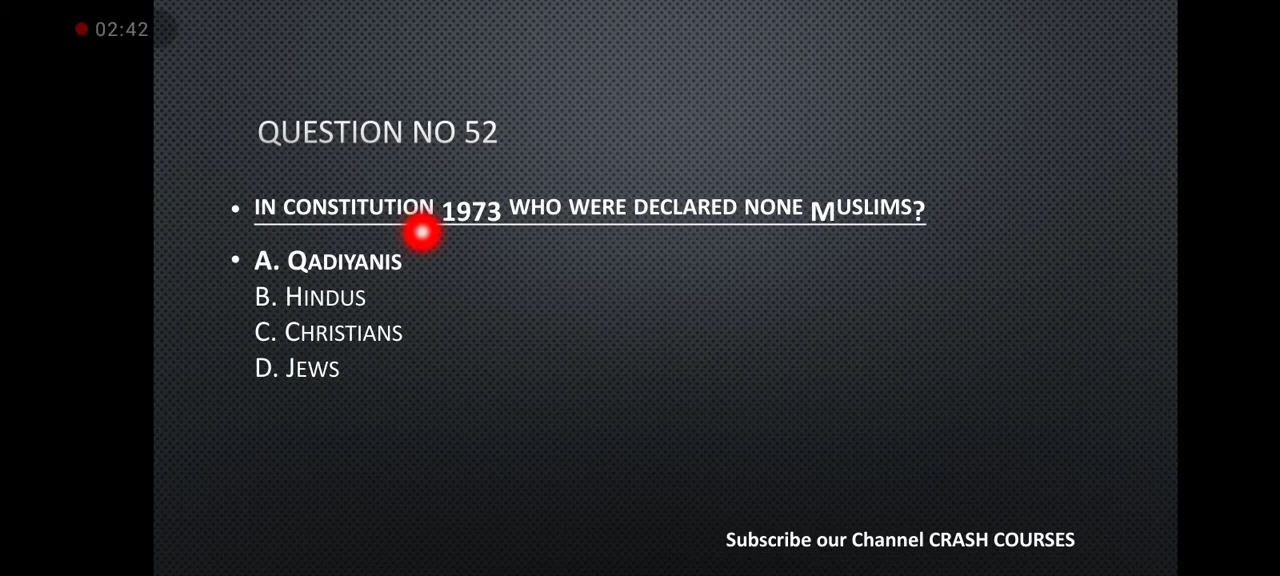 02:42
QUESTION NO 52
• IN CONSTITUTION 1973 WHO WERE DECLARED NONE MUSLIMS?
• A. QADIYANIS
B. HINDUS
C. CHRISTIANS
D. JEWS
Subscribe our Channel CRASH COURSES